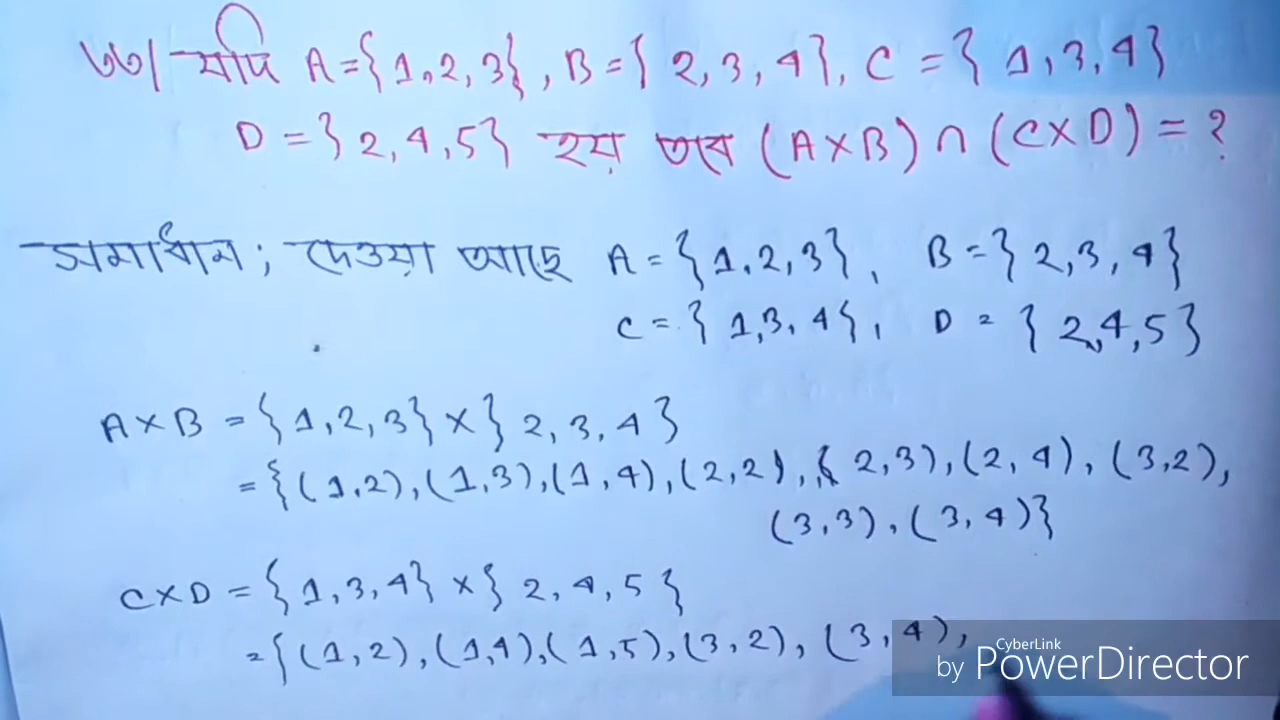 ৩৩। যদি A={1,2,3}, B={2,3,4}, C={1,3,4}
D={2,4,5} হয় তবে (A×B)∩(C×D)=?
সমাধান; দেওয়া আছে A={1,2,3}, B={2,3,4}
C={1,3,4}, D={2,4,5}
A×B={1,2,3}×{2,3,4}
={(1,2),(1,3),(1,4),(2,2),(2,3),(2,4),(3,2),
(3,3),(3,4)}
C×D={1,3,4}×{2,4,5}
={(1,2),(1,4),(1,5),(3,2),(3,4),
CyberLink
by PowerDirector